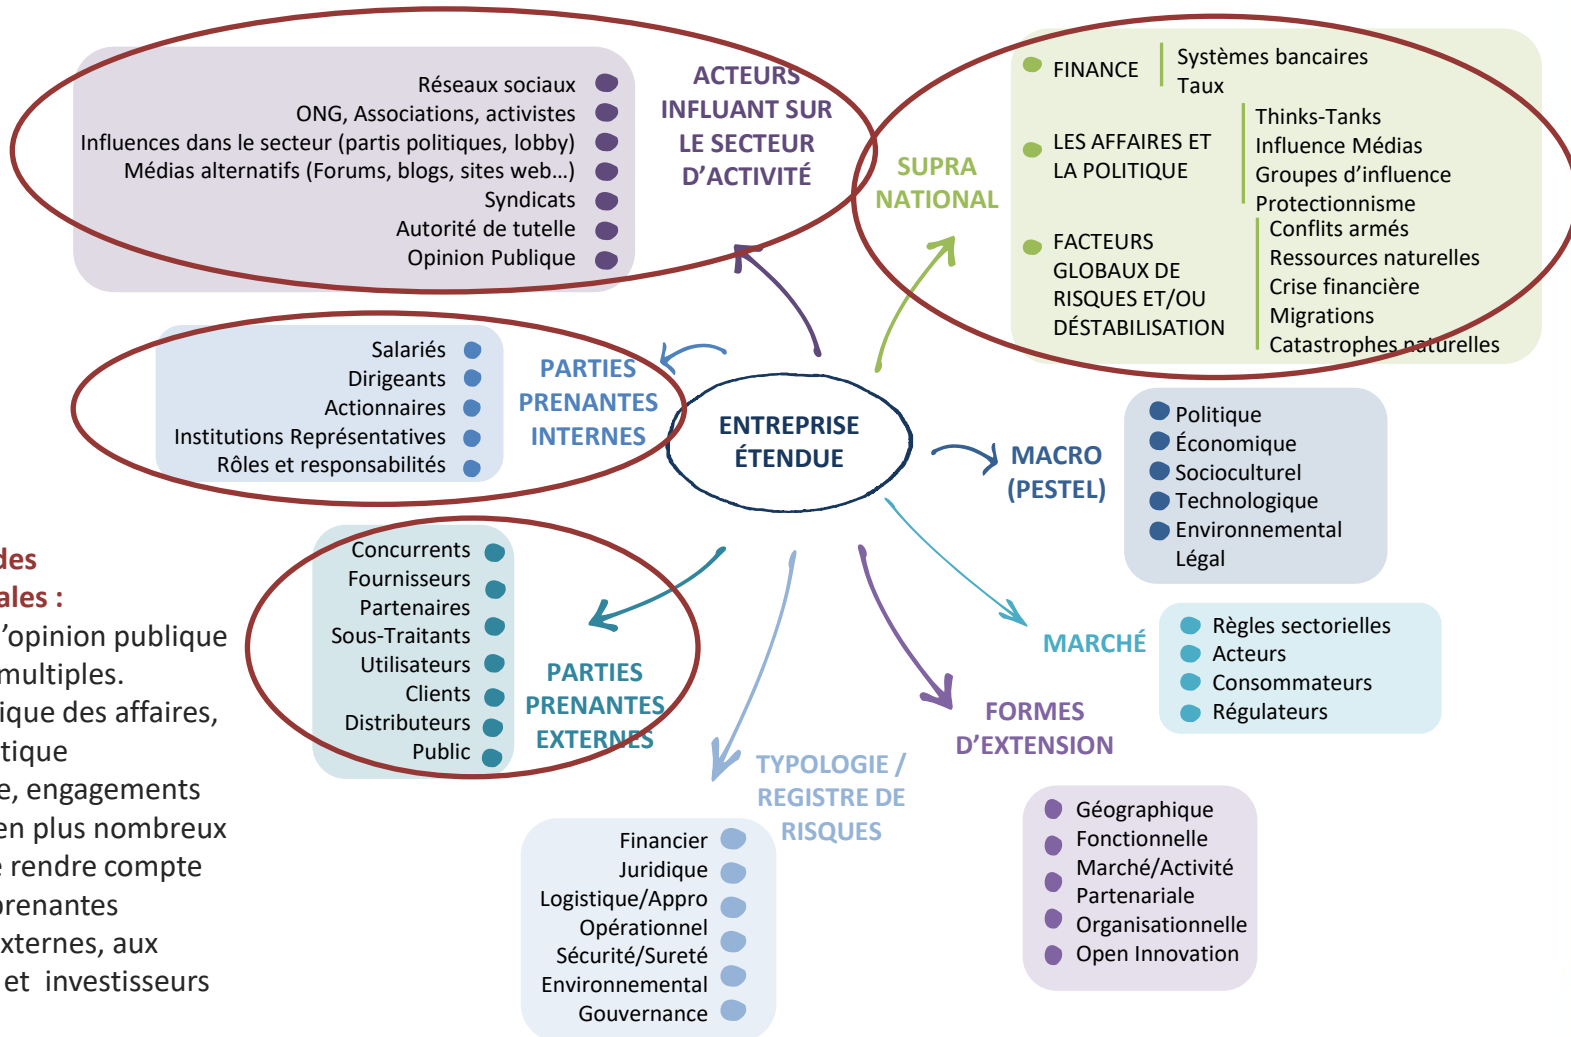 Réseaux sociaux
ONG, Associations, activistes
Influences dans le secteur (partis politiques, lobby)
Médias alternatifs (Forums, blogs, sites web…)
Syndicats
Autorité de tutelle
Opinion Publique
ACTEURS
INFLUANT SUR
LE SECTEUR
D’ACTIVITÉ
SUPRA
NATIONAL
FINANCE
Systèmes bancaires
Taux
LES AFFAIRES ET
LA POLITIQUE
Thinks-Tanks
Influence Médias
Groupes d’influence
Protectionnisme
FACTEURS
GLOBAUX DE
RISQUES ET/OU
DÉSTABILISATION
Conflits armés
Ressources naturelles
Crise financière
Migrations
Catastrophes naturelles
Salariés
Dirigeants
Actionnaires
Institutions Représentatives
Rôles et responsabilités
PARTIES
PRENANTES
INTERNES
ENTREPRISE
ÉTENDUE
MACRO
(PESTEL)
Politique
Économique
Socioculturel
Technologique
Environnemental
Légal
Concurrents
Fournisseurs
Partenaires
Sous-Traitants
Utilisateurs
Clients
Distributeurs
Public
PARTIES
PRENANTES
EXTERNES
MARCHÉ
Règles sectorielles
Acteurs
Consommateurs
Régulateurs
FORMES
D’EXTENSION
Géographique
Fonctionnelle
Marché/Activité
Partenariale
Organisationnelle
Open Innovation
TYPOLOGIE /
REGISTRE DE
RISQUES
Financier
Juridique
Logistique/Appro
Opérationnel
Sécurité/Sureté
Environnemental
Gouvernance
des
ales :
’opinion publique
multiples.
ique des affaires,
tique
e, engagements
en plus nombreux
e rendre compte
prenantes
xternes, aux
et investisseurs